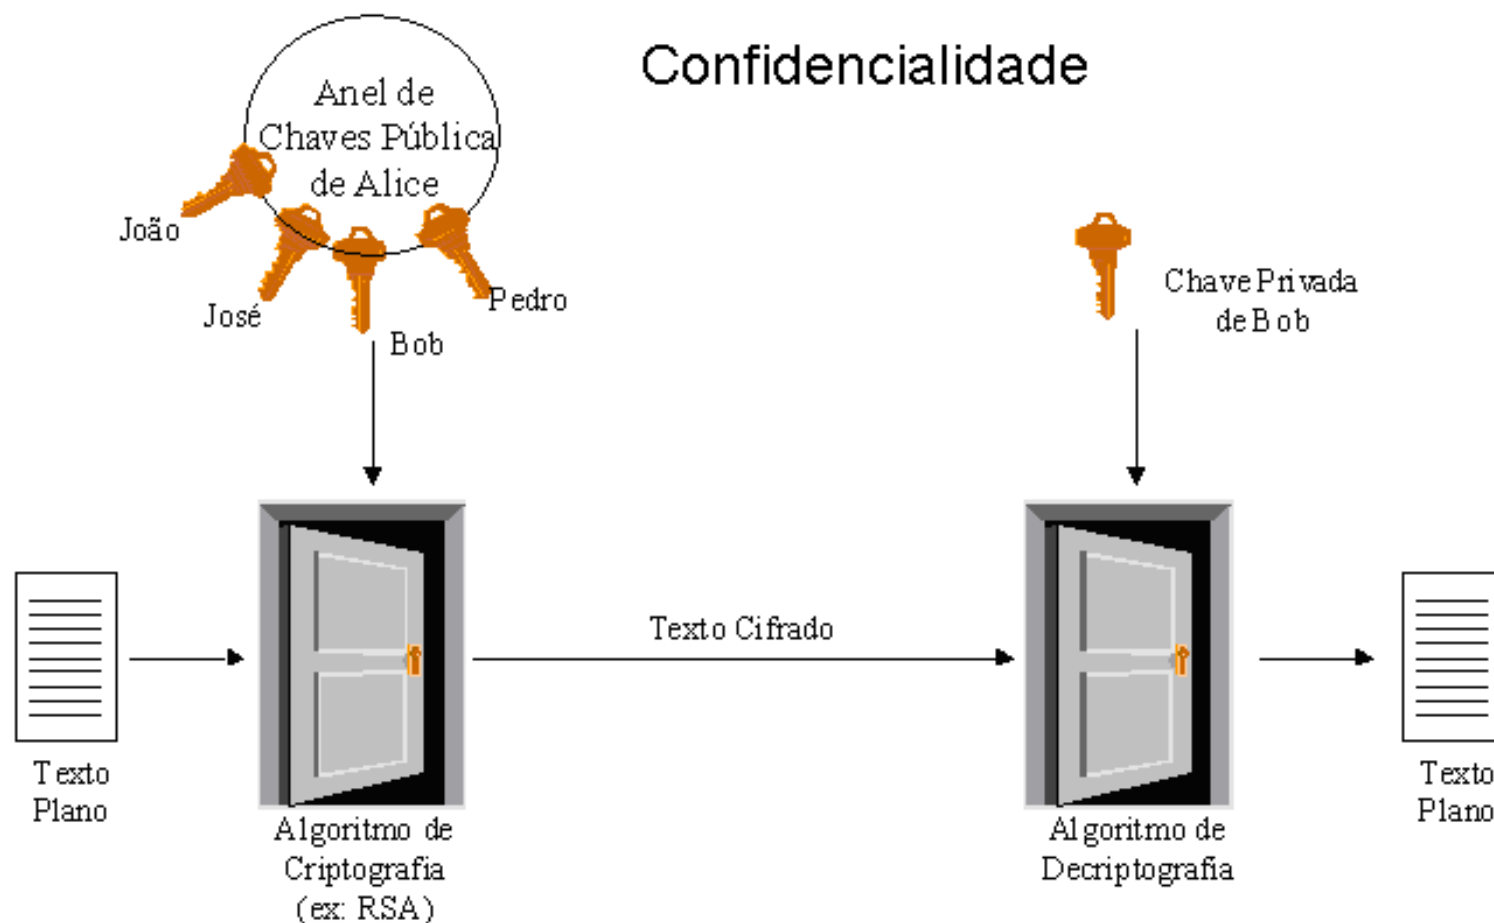 Confidencialidade
Anel de
Chaves Pública
de Alice
João
José
Bob
Pedro
Chave Privada
de Bob
Texto Cifrado
Texto
Plano
Algoritmo de
Criptografia
(ex: RSA)
Algoritmo de
Decriptografia
Texto
Plano